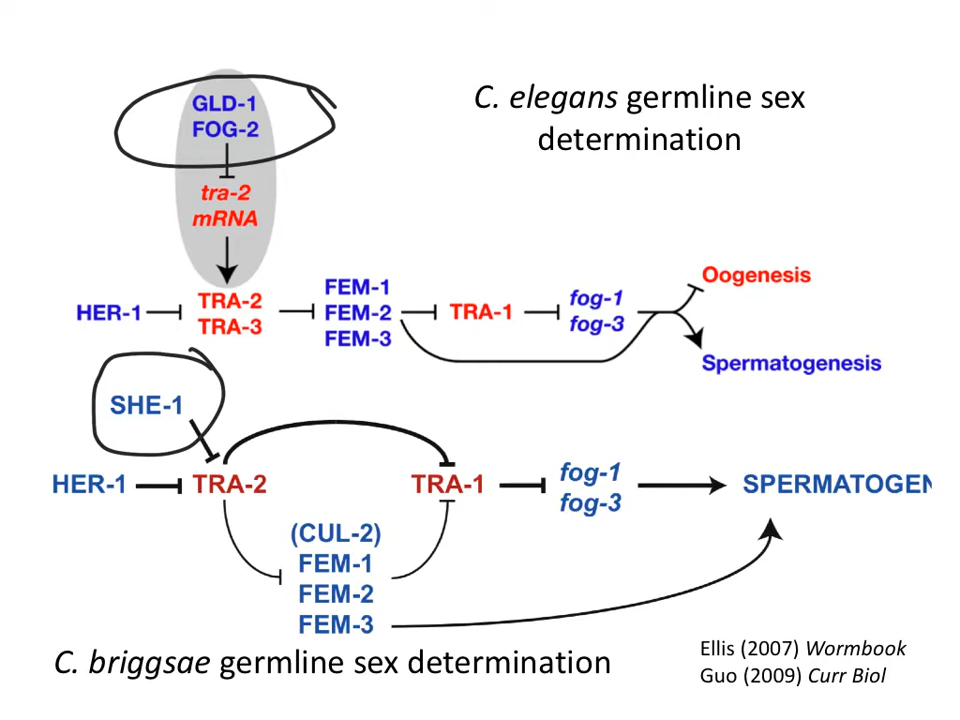 GLD-1
FOG-2
C. elegans germline sex
determination
tra-2
mRNA
HER-1
TRA-2
TRA-3
FEM-1
FEM-2
FEM-3
TRA-1
fog-1
fog-3
Oogenesis
Spermatogenesis
SHE-1
HER-1
TRA-2
TRA-1
fog-1
fog-3
SPERMATOGEN
(CUL-2)
FEM-1
FEM-2
FEM-3
C. briggsae germline sex determination
Ellis (2007) Wormbook
Guo (2009) Curr Biol